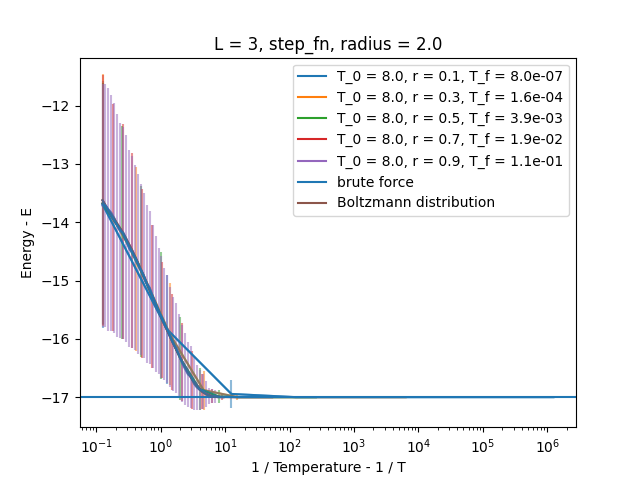 L = 3, step_fn, radius = 2.0
T_0 = 8.0, r = 0.1, T_f = 8.0e-07
T_0 = 8.0, r = 0.3, T_f = 1.6e-04
T_0 = 8.0, r = 0.5, T_f = 3.9e-03
T_0 = 8.0, r = 0.7, T_f = 1.9e-02
T_0 = 8.0, r = 0.9, T_f = 1.1e-01
brute force
Boltzmann distribution
Energy - E
−12
−13
−14
−15
−16
−17
10⁻¹ 10⁰ 10¹ 10² 10³ 10⁴ 10⁵ 10⁶
1 / Temperature - 1 / T